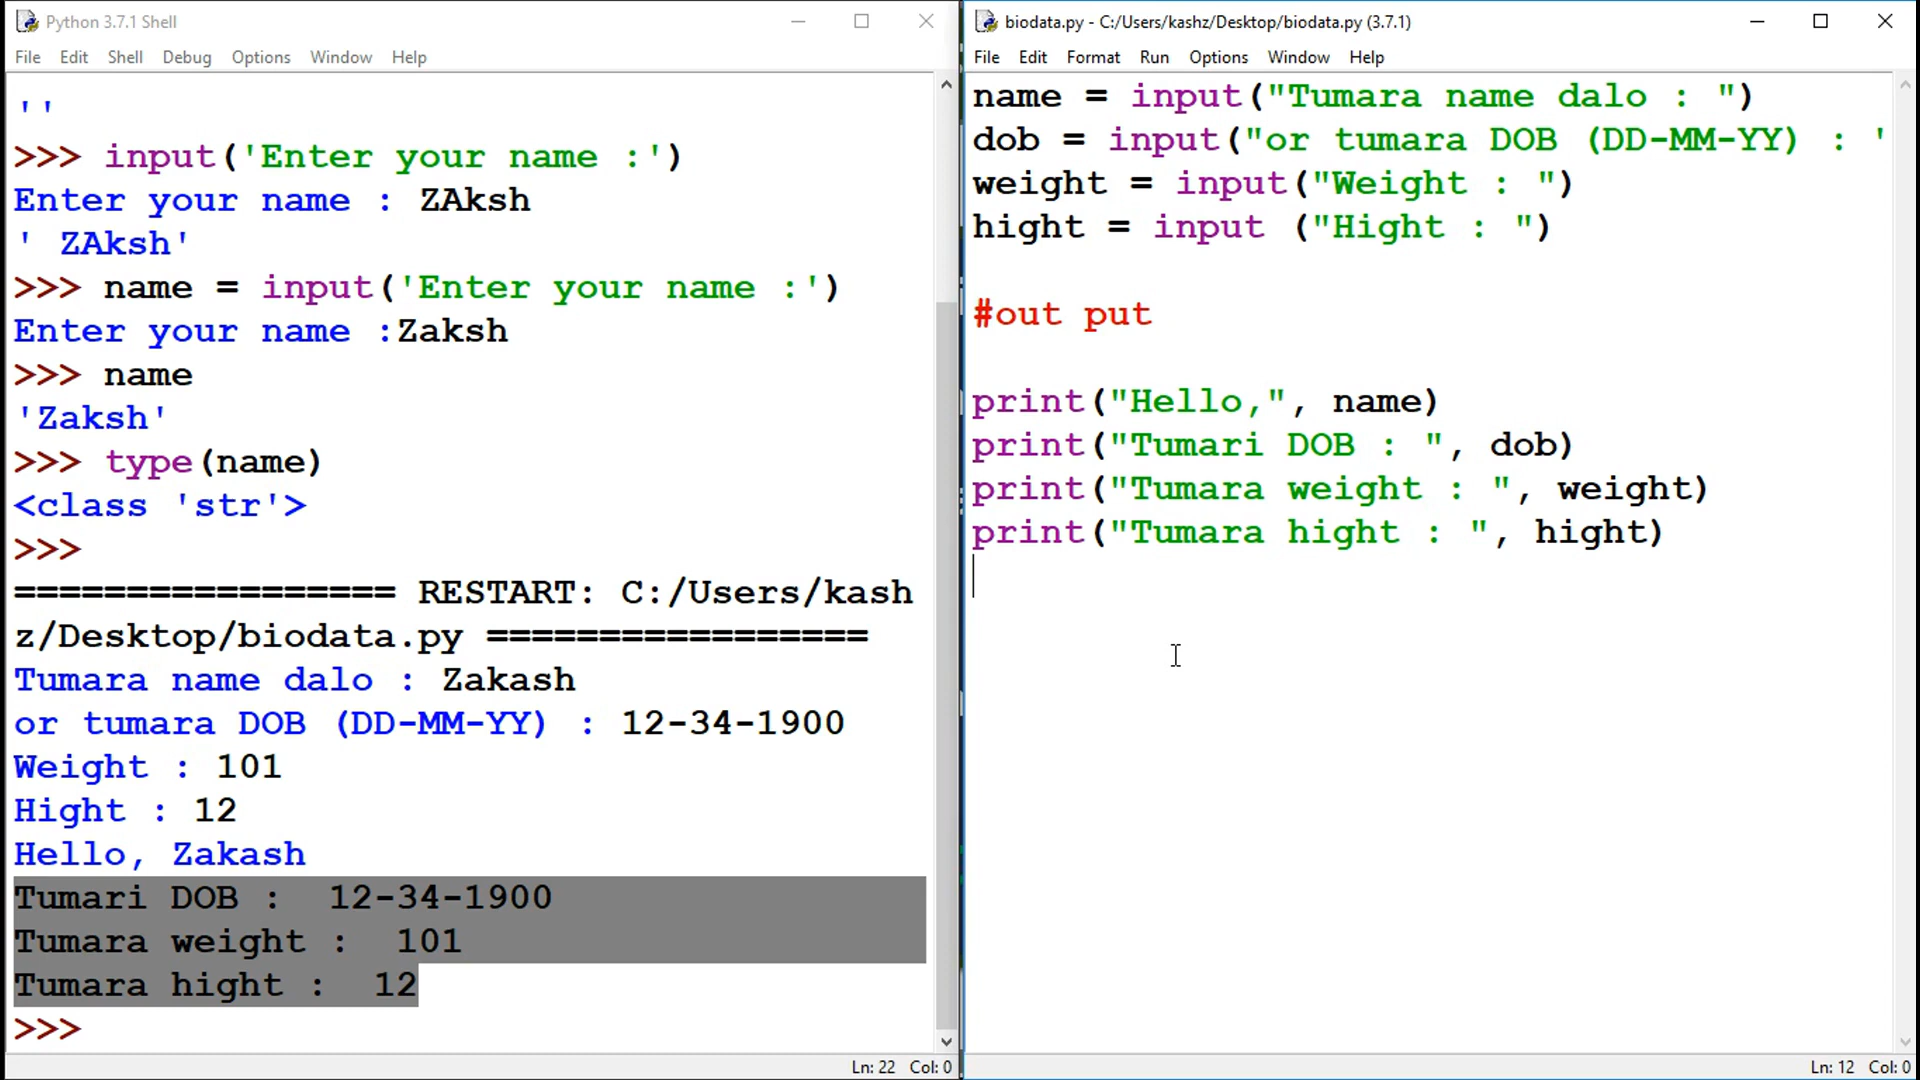 Python 3.7.1 Shell
File Edit Shell Debug Options Window Help
''
>>> input('Enter your name :')
Enter your name : ZAksh
' ZAksh'
>>> name = input('Enter your name :')
Enter your name :Zaksh
>>> name
'Zaksh'
>>> type(name)
<class 'str'>
>>>
================= RESTART: C:/Users/kash
z/Desktop/biodata.py =================
Tumara name dalo : Zakash
or tumara DOB (DD-MM-YY) : 12-34-1900
Weight : 101
Hight : 12
Hello, Zakash
Tumari DOB :  12-34-1900
Tumara weight :  101
Tumara hight :  12
>>>
Ln: 22 Col: 0
biodata.py - C:/Users/kashz/Desktop/biodata.py (3.7.1)
File Edit Format Run Options Window Help
name = input("Tumara name dalo : ")
dob = input("or tumara DOB (DD-MM-YY) : '
weight = input("Weight : ")
hight = input ("Hight : ")
#out put
print("Hello,", name)
print("Tumari DOB : ", dob)
print("Tumara weight : ", weight)
print("Tumara hight : ", hight)
Ln: 12 Col: 0